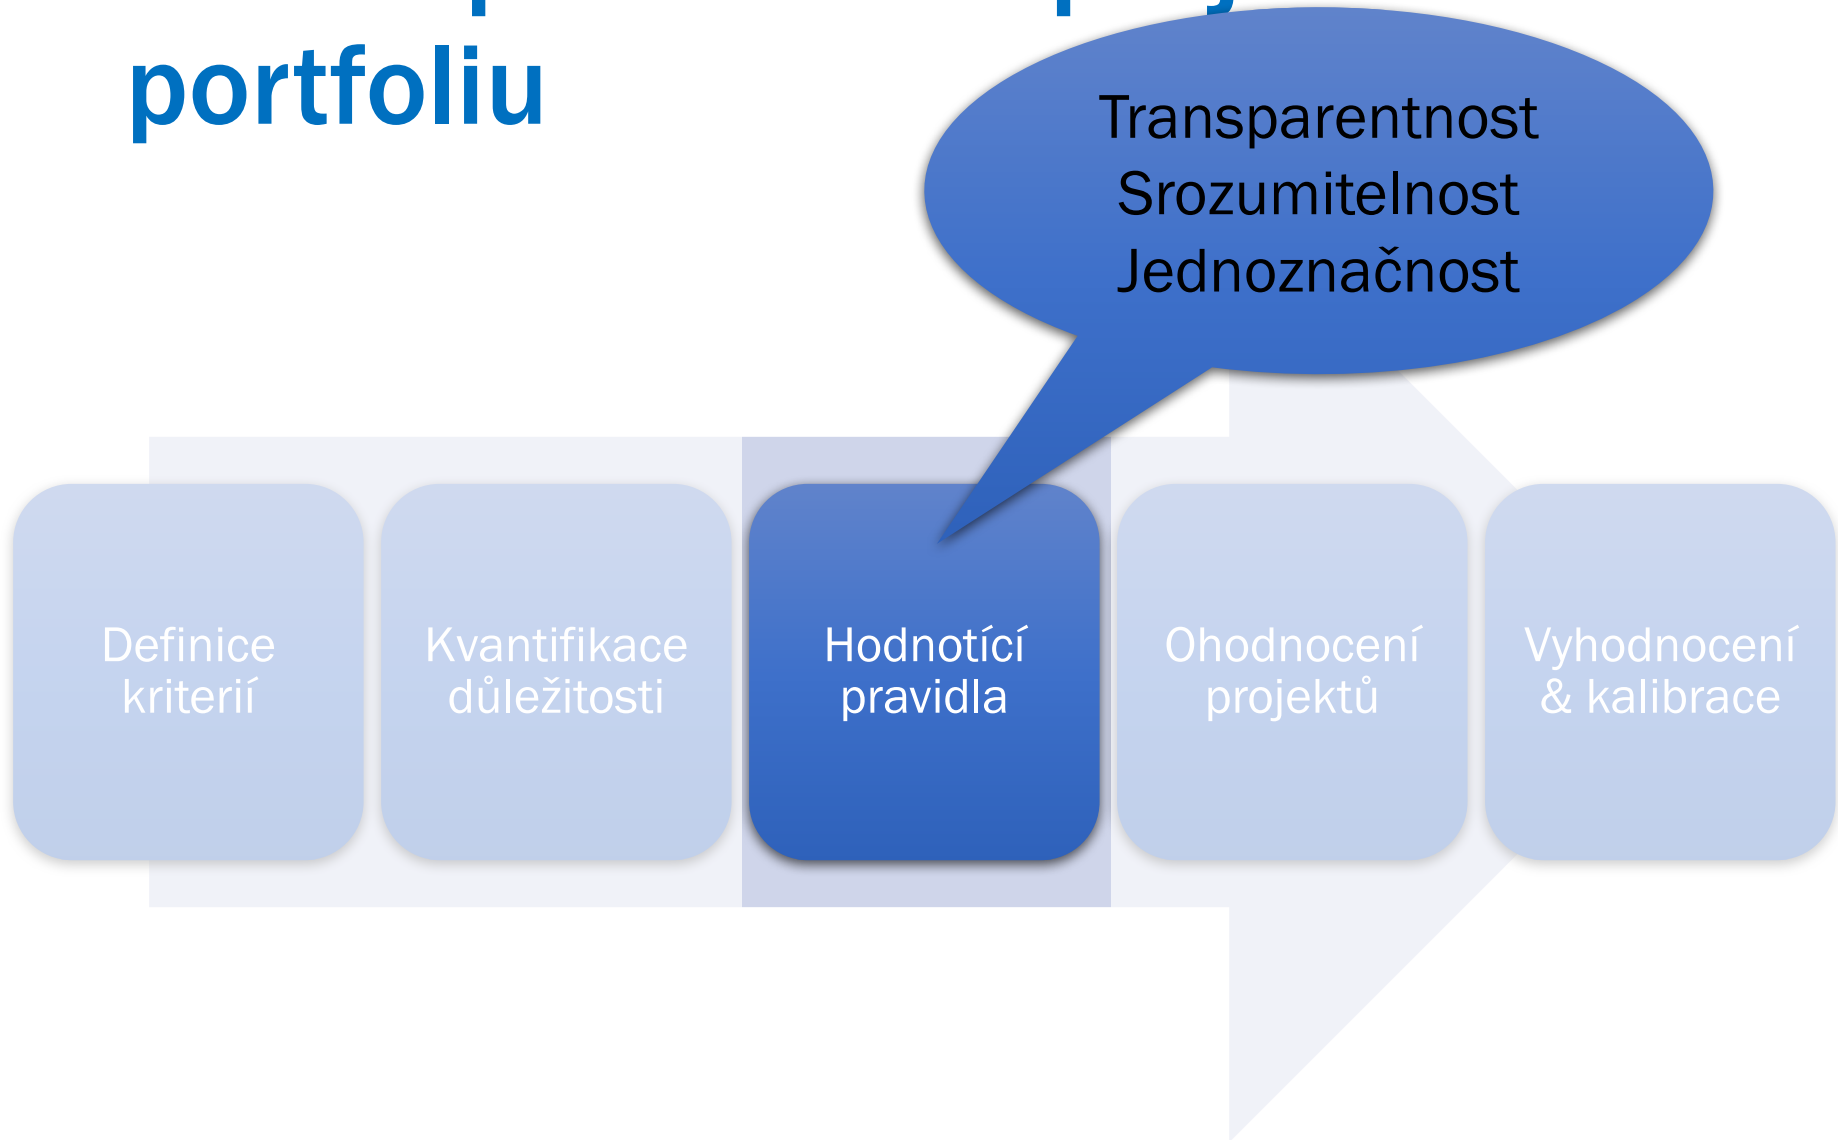 portfoliu
Transparentnost
Srozumitelnost
Jednoznačnost
Definice
kriterií
Kvantifikace
důležitosti
Hodnotící
pravidla
Ohodnocení
projektů
Vyhodnocení
& kalibrace